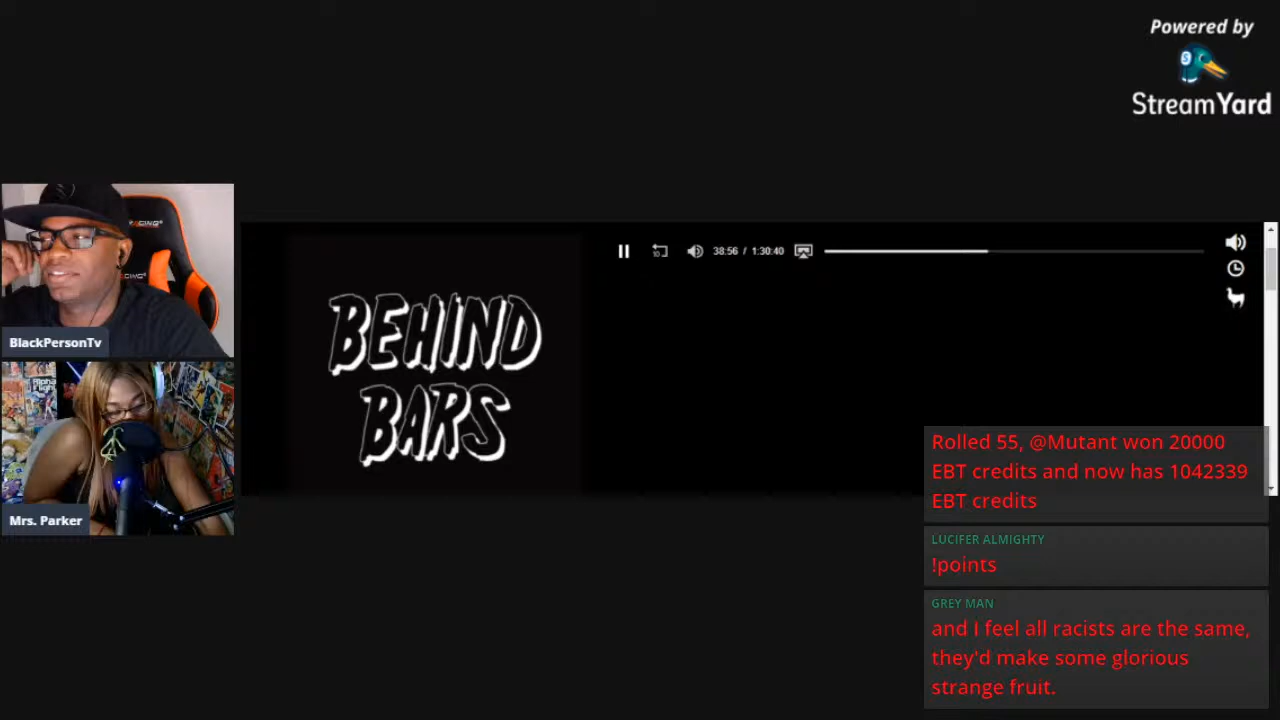 Powered by
StreamYard
BlackPersonTv
Mrs. Parker
38:56 / 1:30:40
BEHIND
BARS
Rolled 55, @Mutant won 20000
EBT credits and now has 1042339
EBT credits
LUCIFER ALMIGHTY
!points
GREY MAN
and I feel all racists are the same,
they'd make some glorious
strange fruit.